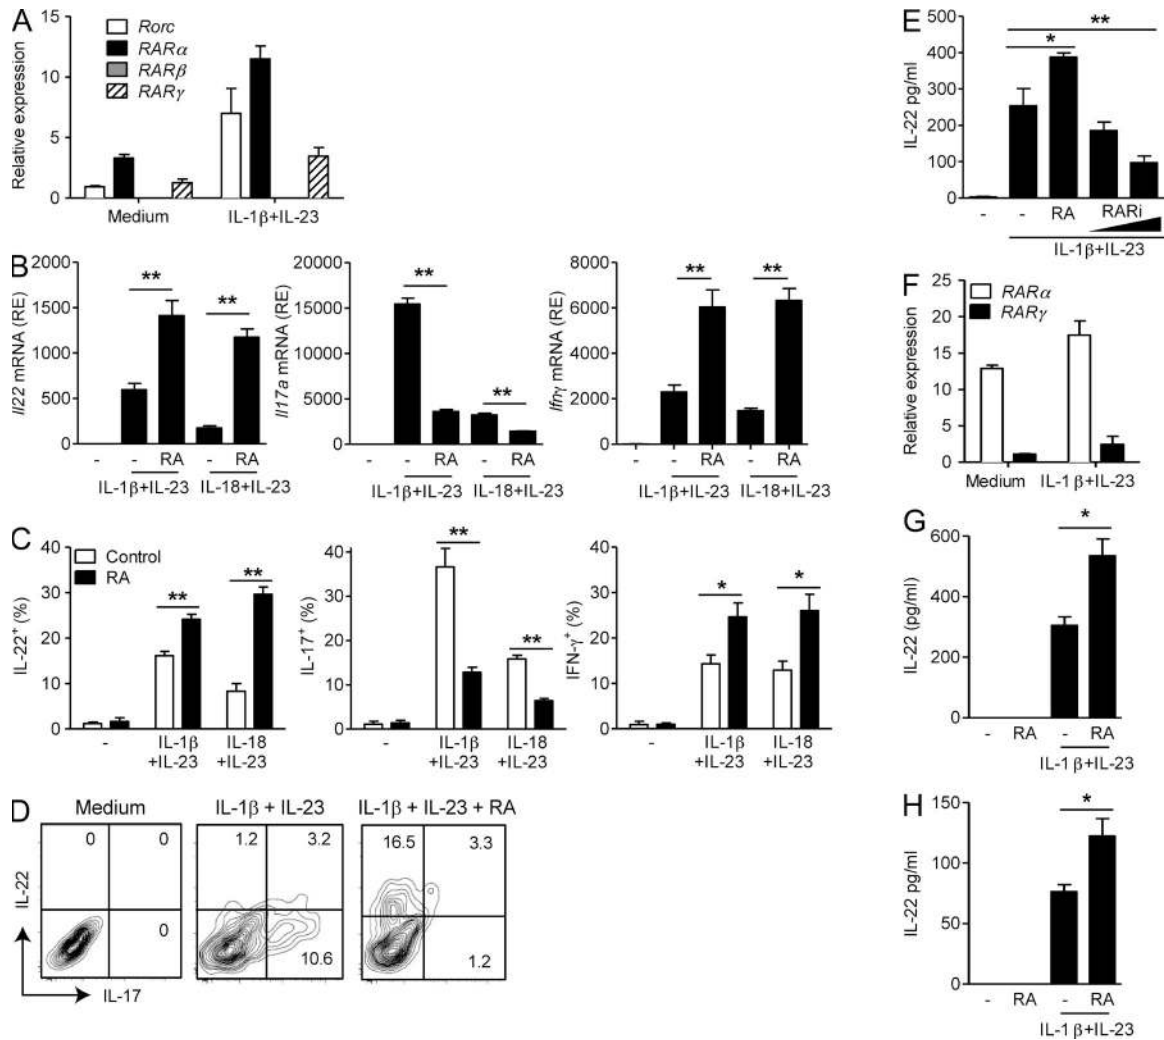 A
15
10
5
0
Relative expression
Rorc
RARα
RARβ
RARγ
Medium
IL-1β+IL-23
B
2000
1500
1000
500
0
Il22 mRNA (RE)
**
**
- - RA - RA
IL-1β+IL-23 IL-18+IL-23
20000
15000
10000
5000
0
Il17a mRNA (RE)
**
**
- - RA - RA
IL-1β+IL-23 IL-18+IL-23
8000
6000
4000
2000
0
Ifnγ mRNA (RE)
**
**
- - RA - RA
IL-1β+IL-23 IL-18+IL-23
C
40
30
20
10
0
IL-22+ (%)
Control
RA
**
**
- IL-1β IL-18
+IL-23 +IL-23
40
30
20
10
0
IL-17+ (%)
**
**
- IL-1β IL-18
+IL-23 +IL-23
40
30
20
10
0
IFN-γ+ (%)
*
*
- IL-1β IL-18
+IL-23 +IL-23
D
Medium
0 0
0
IL-22
IL-17
IL-1β + IL-23
1.2 3.2
10.6
IL-1β + IL-23 + RA
16.5 3.3
1.2
E
500
400
300
200
100
0
IL-22 pg/ml
**
*
- - RA RARi
IL-1β+IL-23
F
25
20
15
10
5
0
Relative expression
RARα
RARγ
Medium IL-1 β+IL-23
G
600
400
300
0
IL-22 (pg/ml)
*
- RA - RA
IL-1 β+IL-23
H
150
100
75
0
IL-22 pg/ml
*
- RA - RA
IL-1 β+IL-23